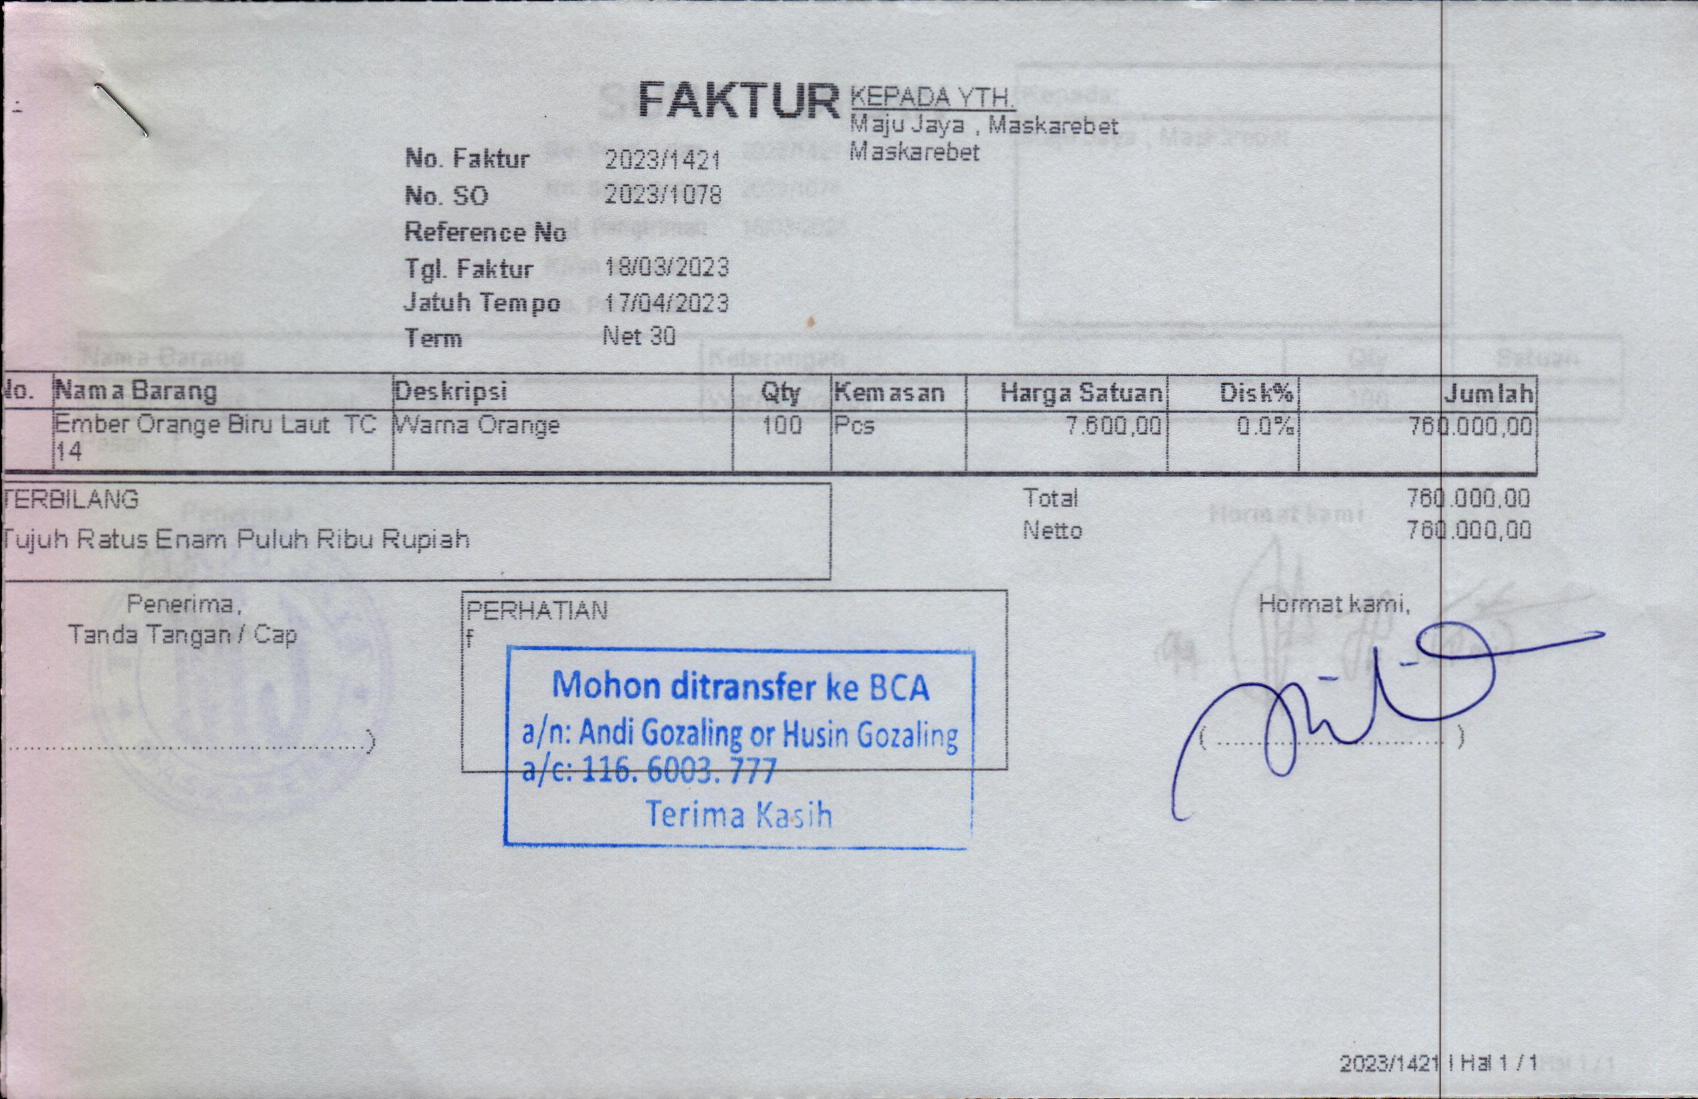 FAKTUR
KEPADA YTH.
Maju Jaya , Maskarebet
Maskarebet
No. Faktur 2023/1421
No. SO 2023/1078
Reference No
Tgl. Faktur 18/03/2023
Jatuh Tempo 17/04/2023
Term Net 30
No. Nama Barang Deskripsi Qty Kemasan Harga Satuan Disk% Jumlah
Ember Orange Biru Laut TC Warna Orange 100 Pcs 7.600,00 0.0% 760.000,00
14
TERBILANG
Tujuh Ratus Enam Puluh Ribu Rupiah
Total 760.000,00
Netto 760.000,00
Penerima,
Tanda Tangan / Cap
.......................................................)
PERHATIAN
f
Mohon ditransfer ke BCA
a/n: Andi Gozaling or Husin Gozaling
a/c: 116. 6003. 777
Terima Kasih
Hormat kami,
( ................................... )
2023/1421 | Hal 1 / 1